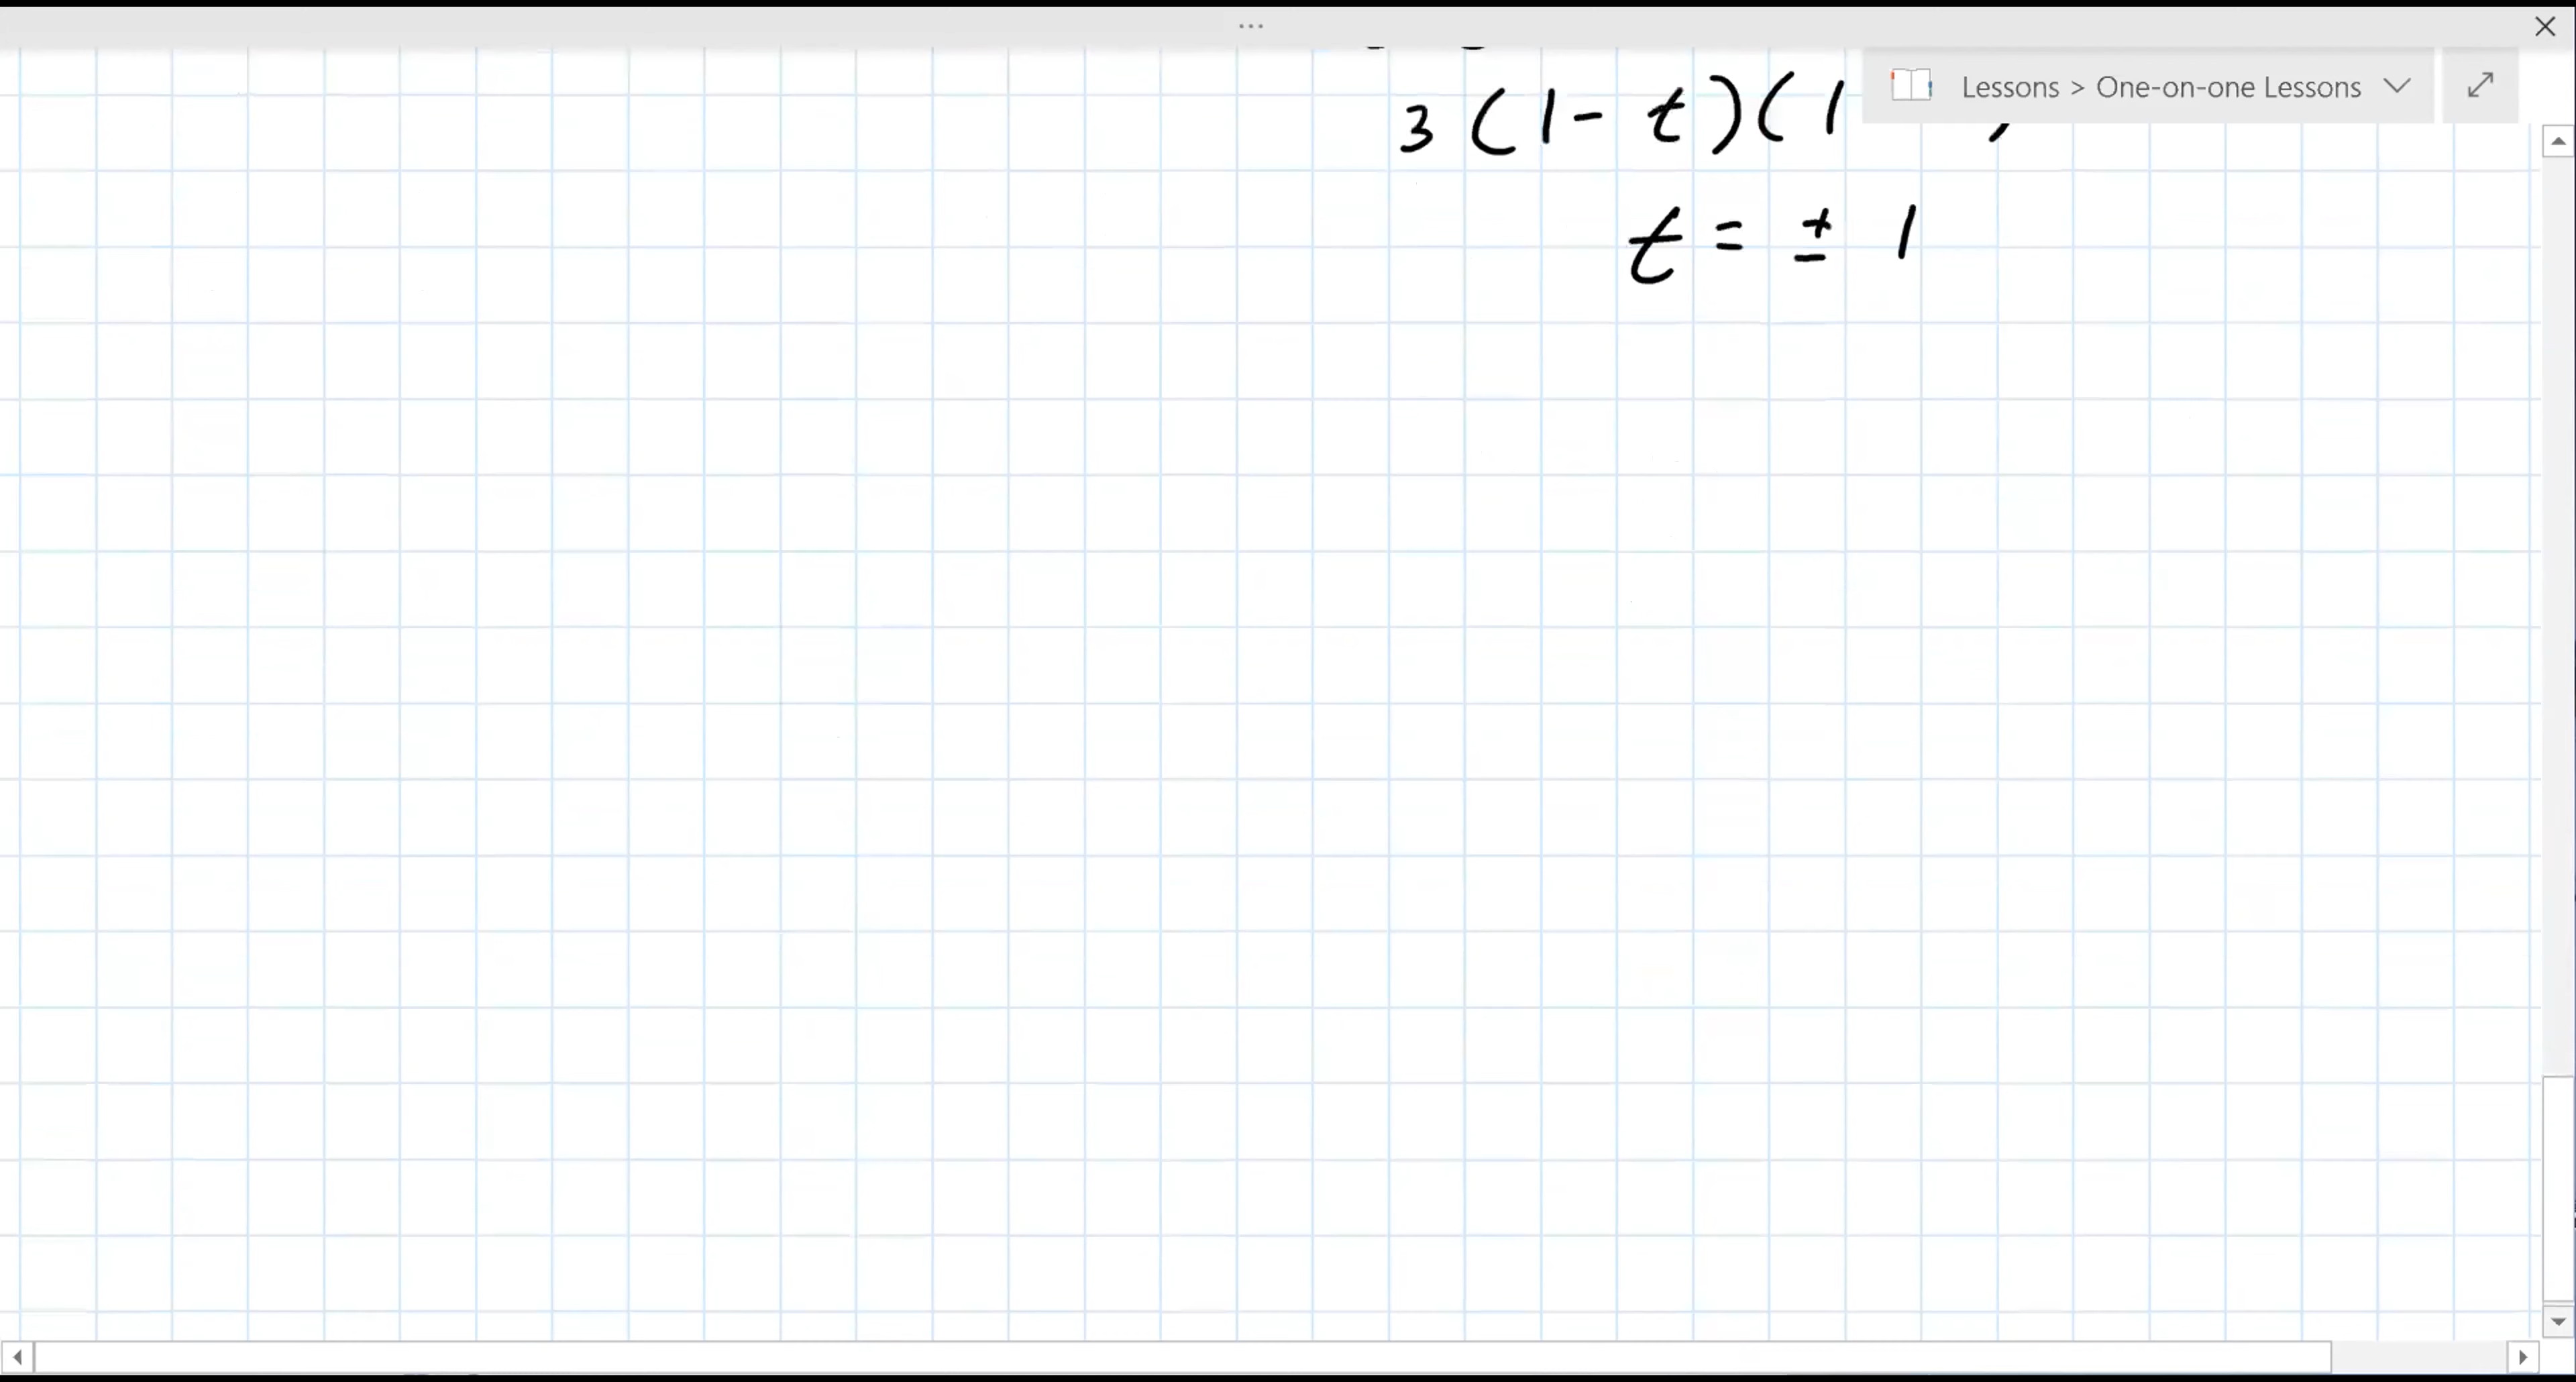 Lessons > One-on-one Lessons
3 ( 1 - t ) ( 1
t = ± 1